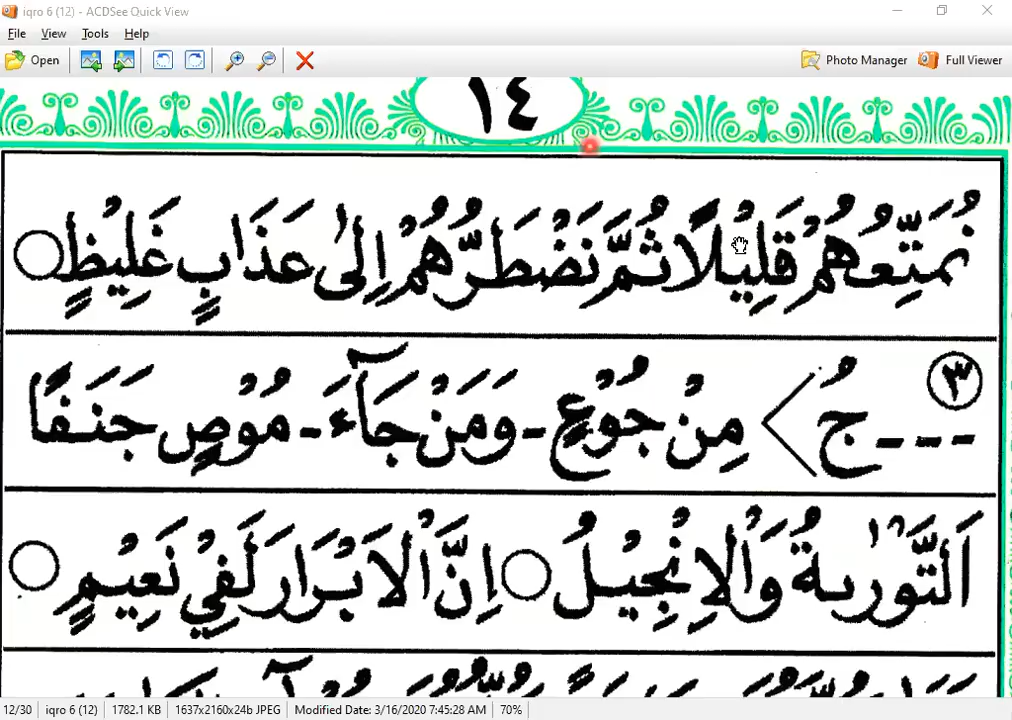 iqro 6 (12) - ACDSee Quick View
File View Tools Help
Open Photo Manager Full Viewer
١٤
نُمَتِّعُهُمْ قَلِيْلًا ثُمَّ نَضْطَرُّهُمْ اِلٰى عَذَابٍ غَلِيْظٍ
٣ - - - جُ > مِنْ جُوْعٍ - وَمَنْ جَآءَ - مُوْصٍ جَنَفًا
اَلتَّوْرٰىةُ وَالْاِنْجِيْلُ ○ اِنَّ الْاَبْرَارَ لَفِيْ نَعِيْمٍ ○
12/30 iqro 6 (12) 1782.1 KB 1637x2160x24b JPEG Modified Date: 3/16/2020 7:45:28 AM 70%